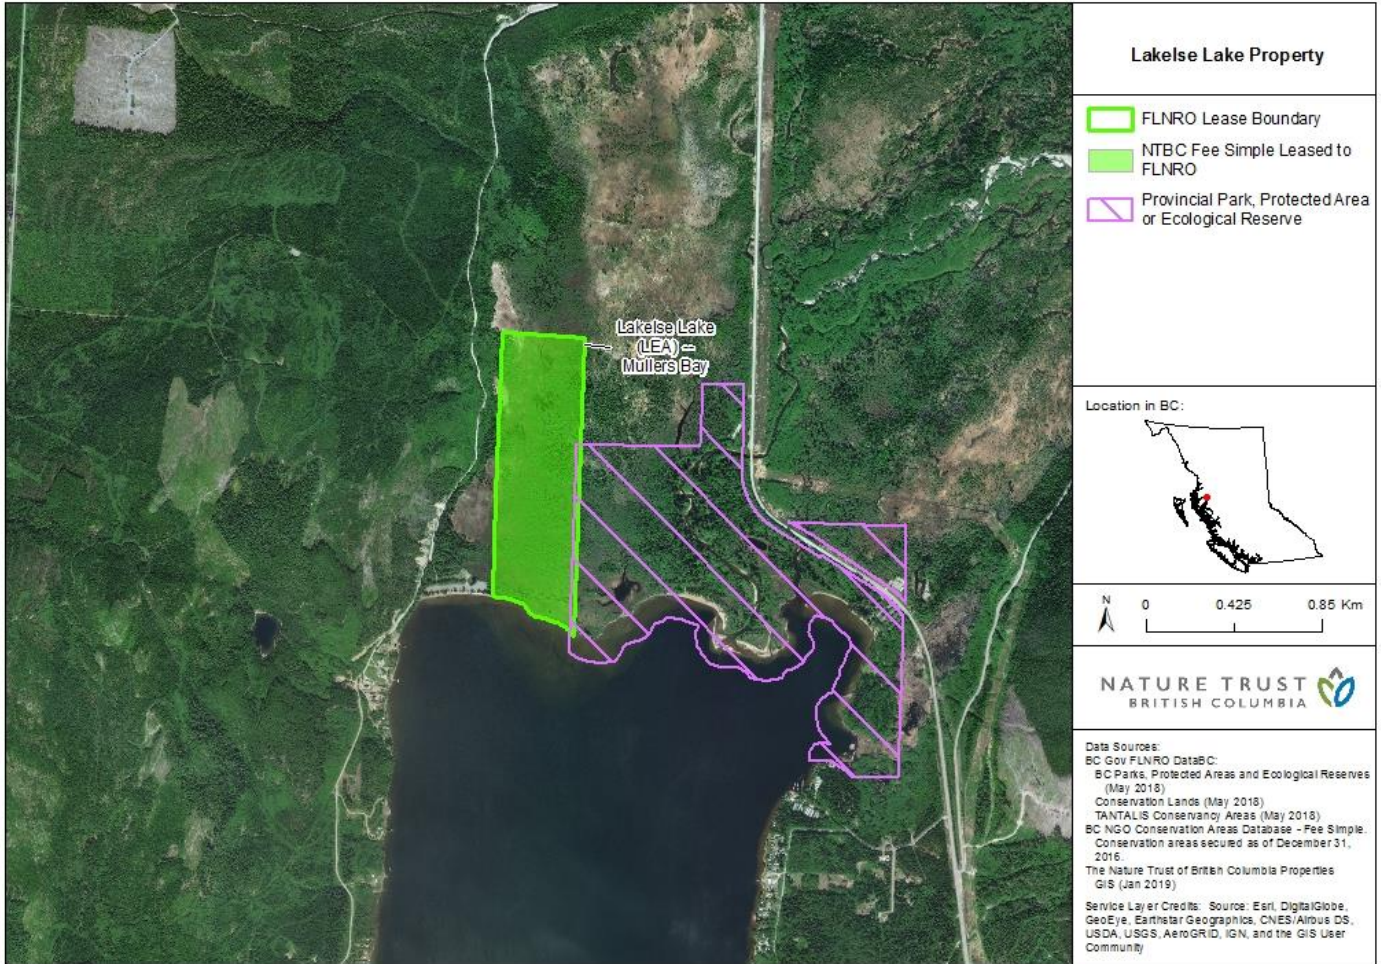 Lakelse Lake Property
FLNRO Lease Boundary
NTBC Fee Simple Leased to
FLNRO
Provincial Park, Protected Area
or Ecological Reserve
Lakelse Lake
(LEA) --
Mullers Bay
Location in BC:
N
0 0.425 0.85 Km
NATURE TRUST
BRITISH COLUMBIA
Data Sources:
BC Gov FLNRO DataBC:
BC Parks, Protected Areas and Ecological Reserves
(May 2018)
Conservation Lands (May 2018)
TANTALIS Conservancy Areas (May 2018)
BC NGO Conservation Areas Database - Fee Simple.
Conservation areas secured as of December 31,
2016.
The Nature Trust of British Columbia Properties
GIS (Jan 2019)
Service Layer Credits: Source: Esri, DigitalGlobe,
GeoEye, Earthstar Geographics, CNES/Airbus DS,
USDA, USGS, AeroGRID, IGN, and the GIS User
Community